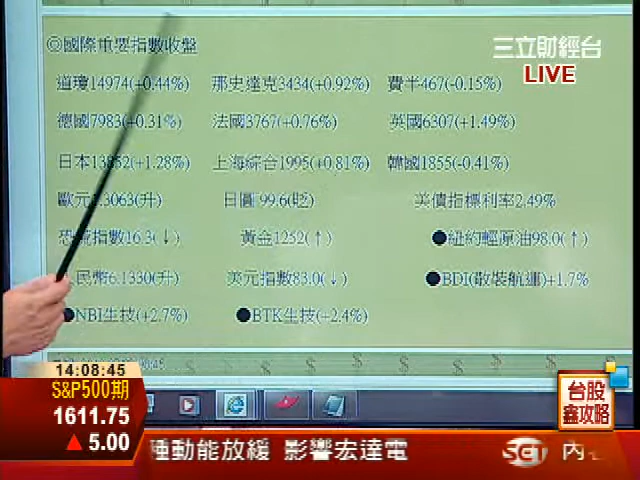 ◎國際重要指數收盤
三立財經台
LIVE
道瓊14974(+0.44%) 那史達克3434(+0.92%) 費半467(-0.15%)
德國7983(+0.31%) 法國3767(+0.76%) 英國6307(+1.49%)
日本13852(+1.28%) 上海綜合1995(+0.81%) 韓國1855(-0.41%)
歐元1.3063(升) 日圓99.6(貶) 美債指標利率2.49%
恐慌指數16.3(↓) 黃金1252(↑) ●紐約輕原油98.0(↑)
人民幣6.1330(升) 美元指數83.0(↓) ●BDI(散裝航運)+1.7%
●NBI生技(+2.7%) ●BTK生技(+2.4%)
14:08:45
S&P500期
1611.75
▲5.00
台股
鑫攻略
種動能放緩 影響宏達電
SET
內